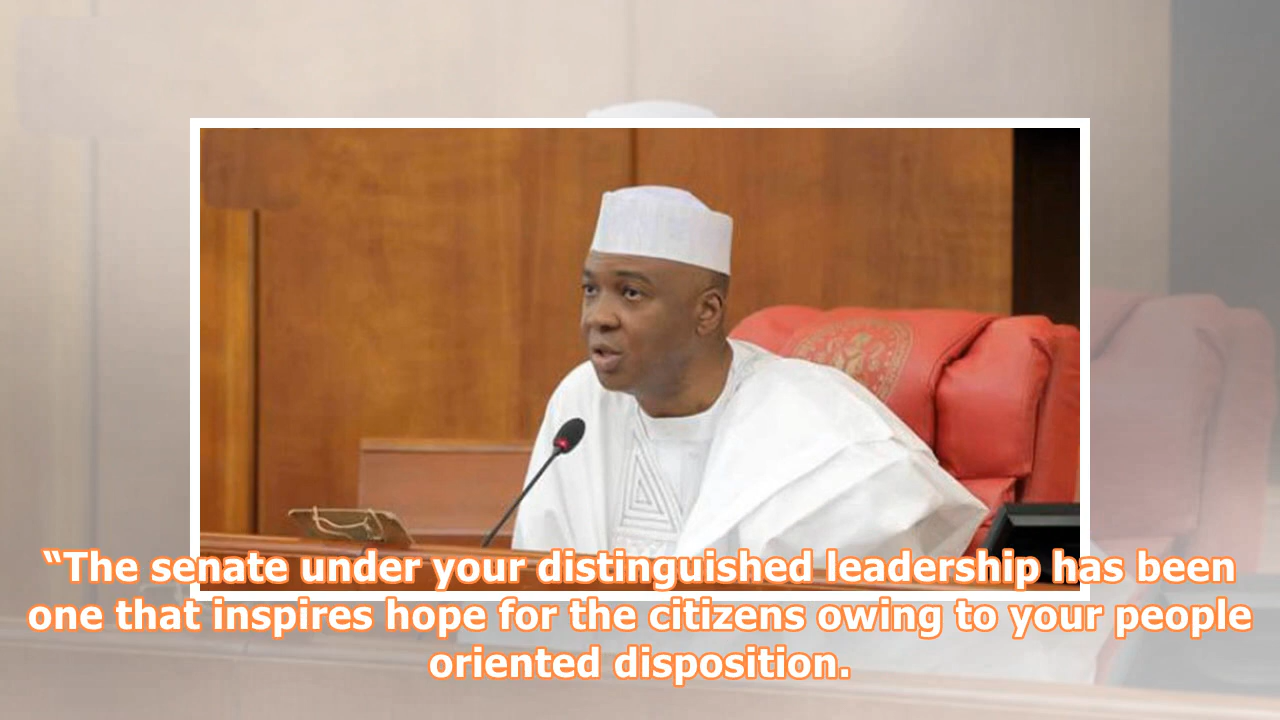 “The senate under your distinguished leadership has been
one that inspires hope for the citizens owing to your people
oriented disposition.